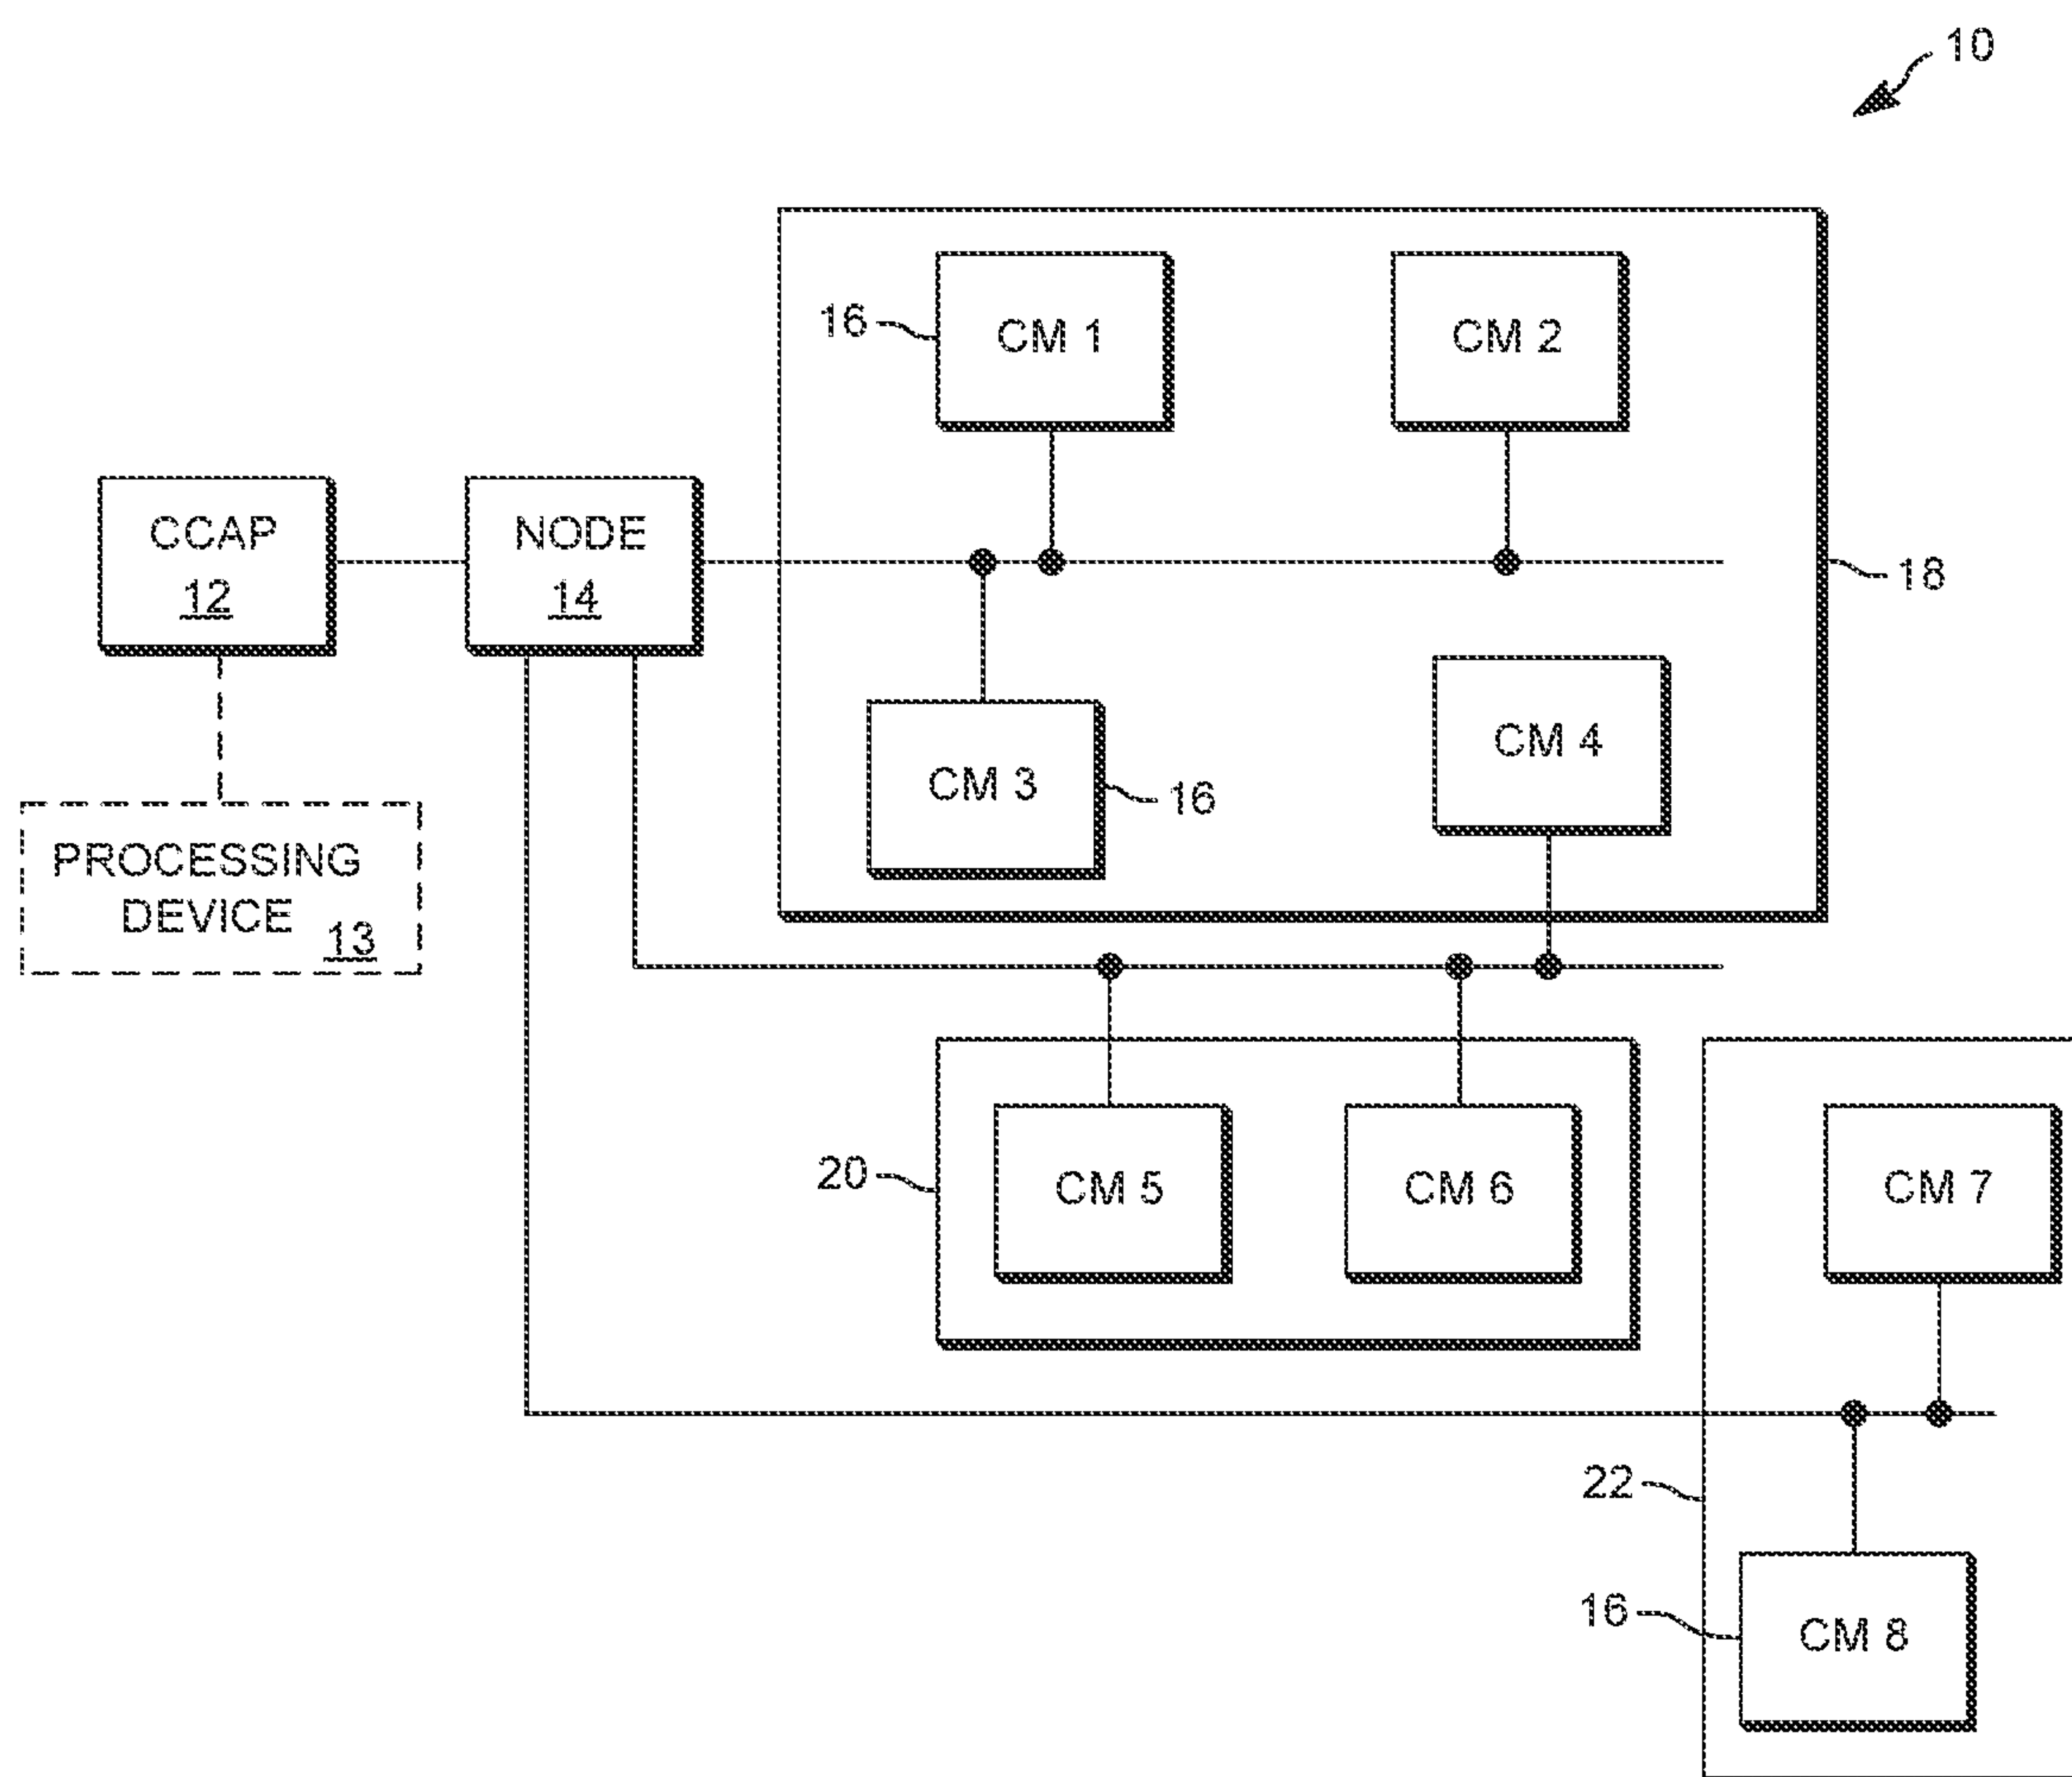 10
16
CM 1
CM 2
CCAP
12
NODE
14
18
CM 3
16
CM 4
PROCESSING
DEVICE
13
20
CM 5
CM 6
CM 7
22
16
CM 8